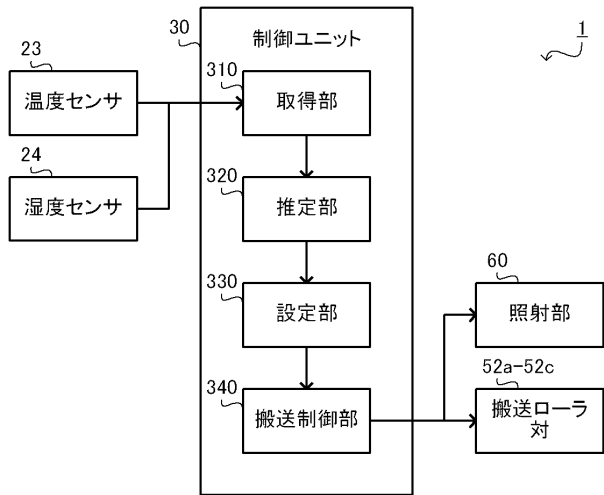 30
制御ユニット
1
23
温度センサ
310
取得部
24
湿度センサ
320
推定部
330
設定部
60
照射部
340
搬送制御部
52a-52c
搬送ローラ
対